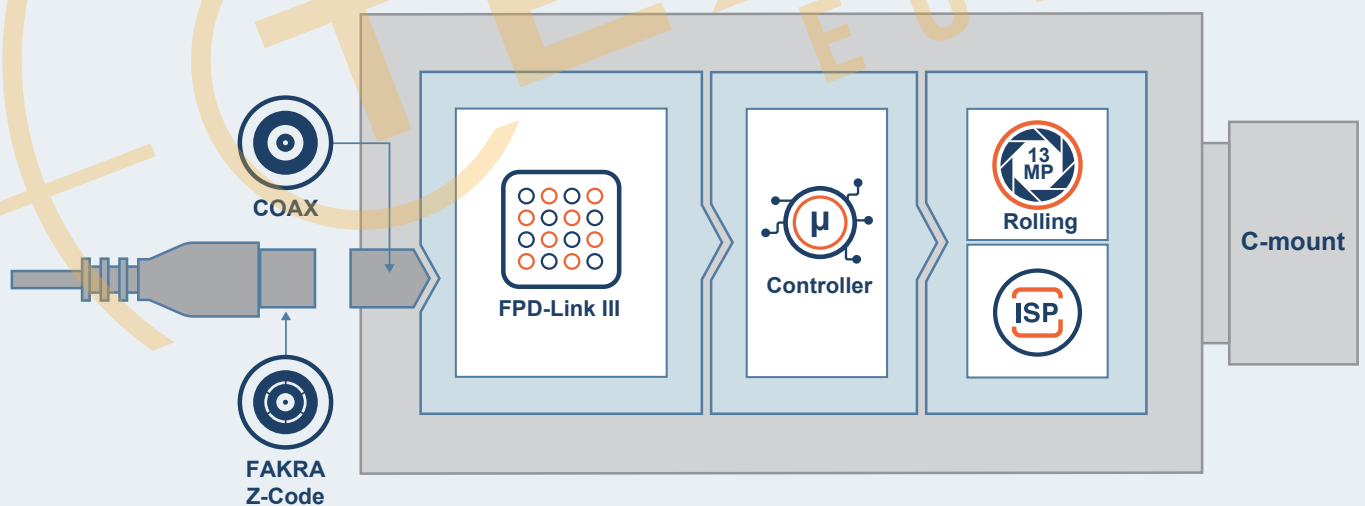 COAX
FAKRA
Z-Code
FPD-Link III
µ
Controller
13
MP
Rolling
ISP
C-mount